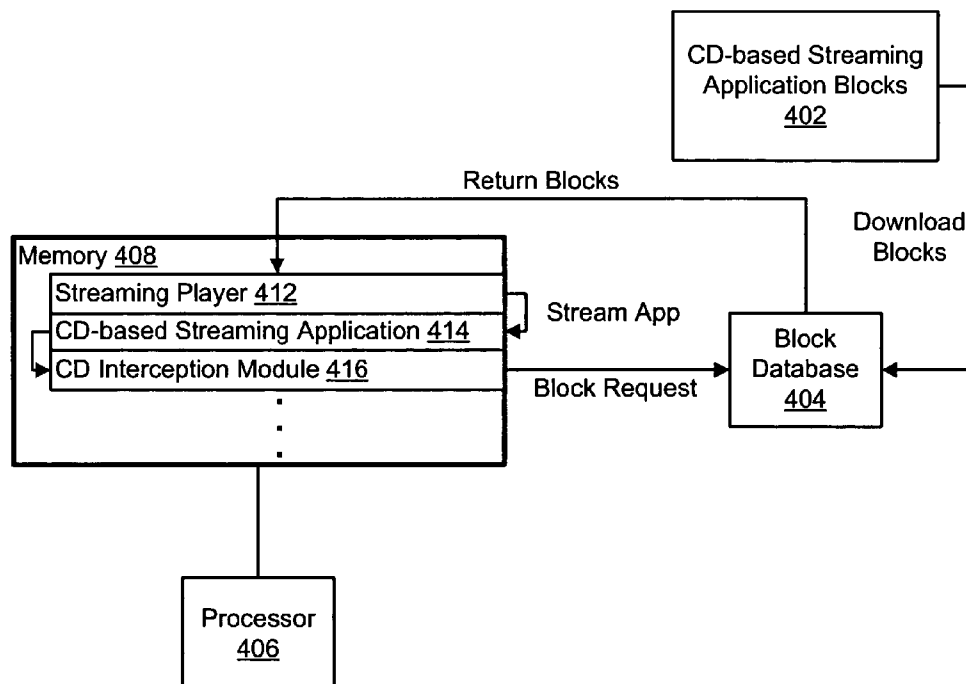 CD-based Streaming
Application Blocks
402
Return Blocks
Download
Blocks
Memory 408
Streaming Player 412
CD-based Streaming Application 414
CD Interception Module 416
Stream App
Block Request
Block
Database
404
Processor
406